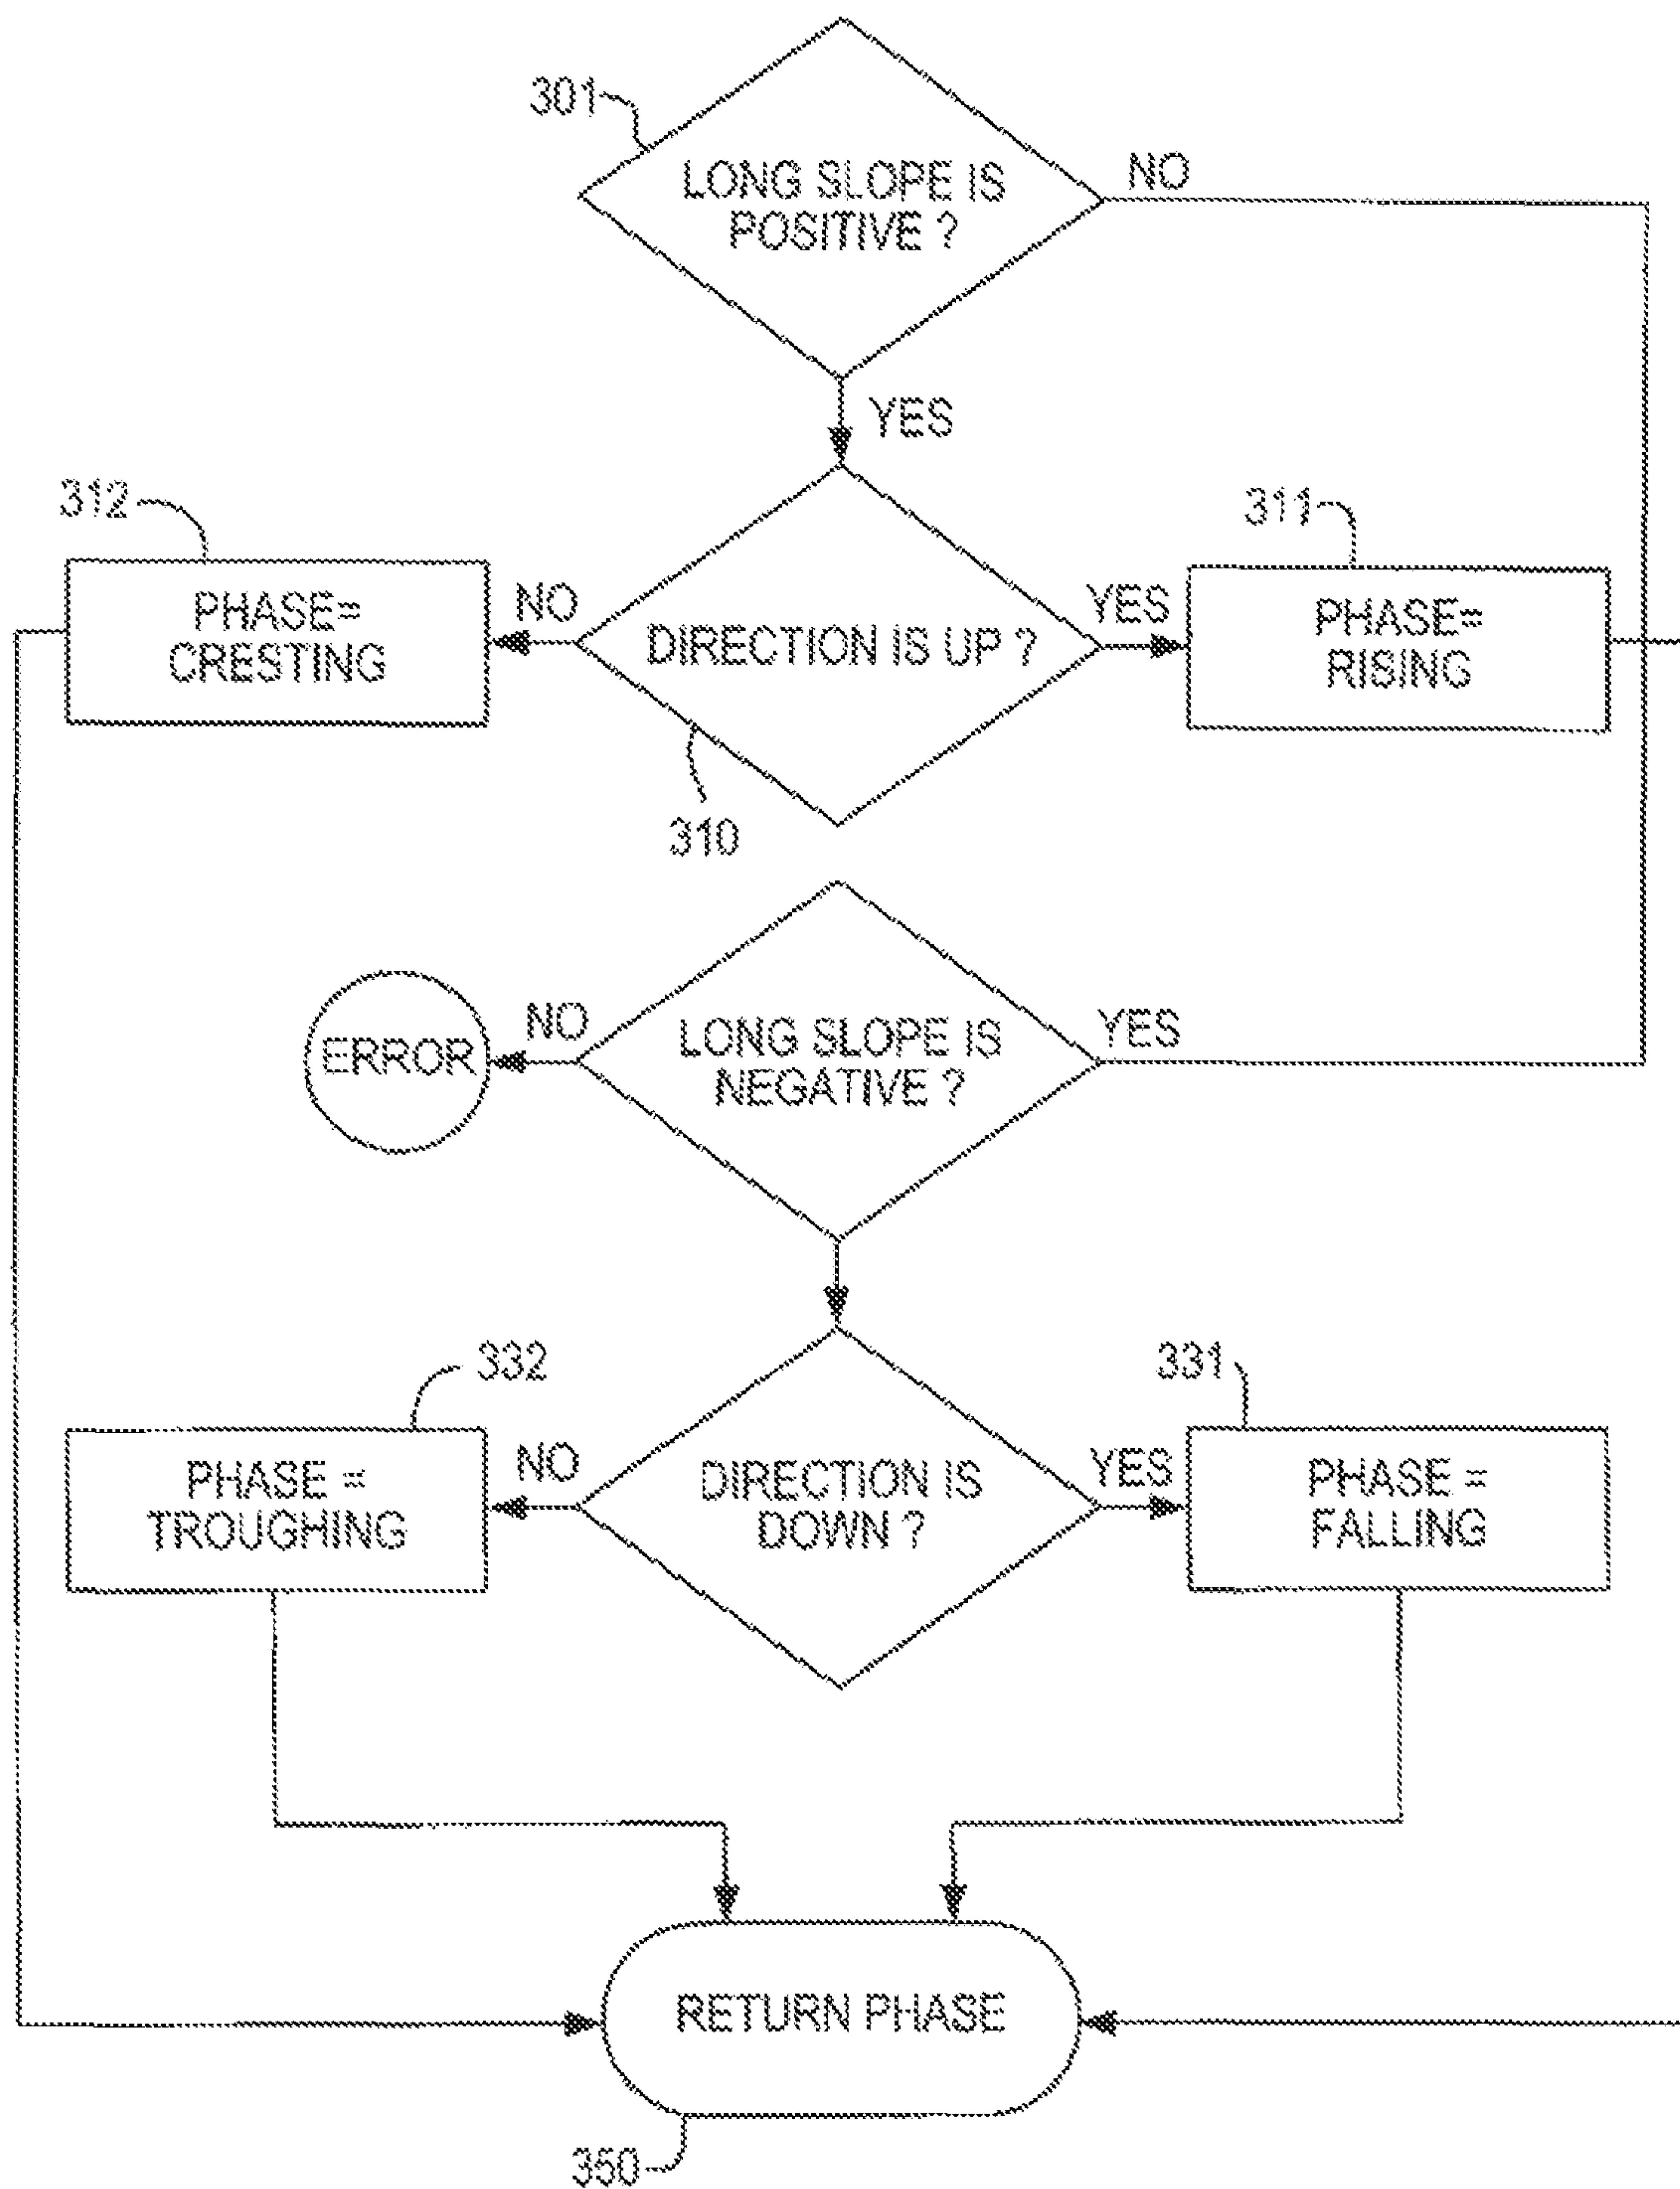 301
LONG SLOPE IS
POSITIVE ?
NO
YES
312
311
PHASE=
CRESTING
NO
DIRECTION IS UP ?
YES
PHASE=
RISING
310
ERROR
NO
LONG SLOPE IS
NEGATIVE ?
YES
332
331
PHASE =
TROUGHING
NO
DIRECTION IS
DOWN ?
YES
PHASE =
FALLING
RETURN PHASE
350